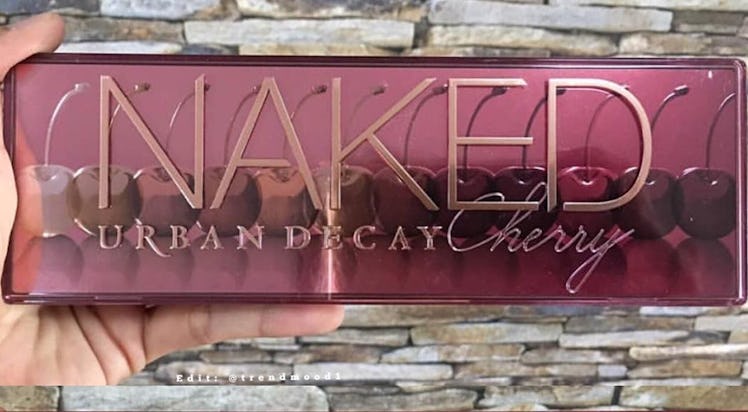 NAKED
URBAN DECAY Cherry
Edit: @trendmood1